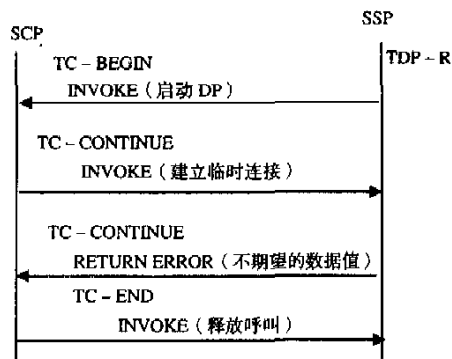 SCP
SSP
TDP – R
TC – BEGIN
INVOKE（启动 DP）
TC – CONTINUE
INVOKE（建立临时连接）
TC – CONTINUE
RETURN ERROR（不期望的数据值）
TC – END
INVOKE（释放呼叫）